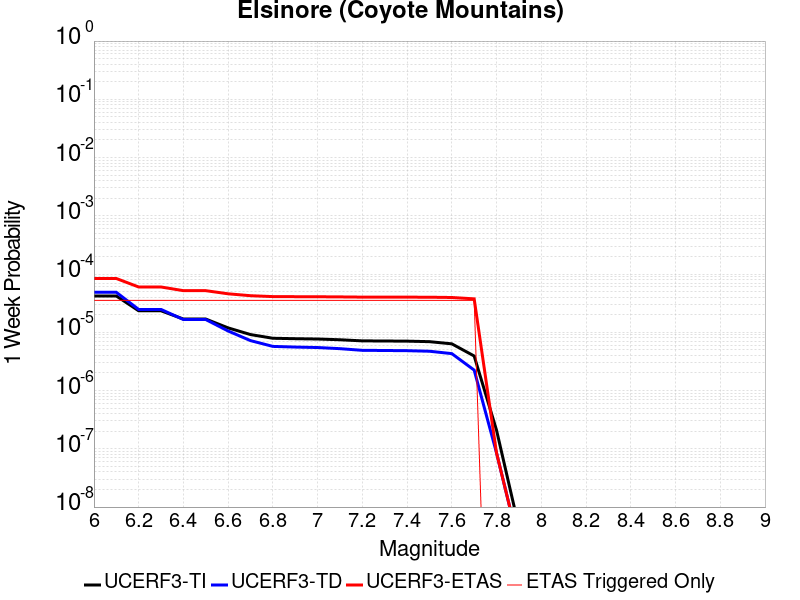 Elsinore (Coyote Mountains)
10^0
10^-1
10^-2
10^-3
10^-4
10^-5
10^-6
10^-7
10^-8
1 Week Probability
6 6.2 6.4 6.6 6.8 7 7.2 7.4 7.6 7.8 8 8.2 8.4 8.6 8.8 9
Magnitude
UCERF3-TI UCERF3-TD UCERF3-ETAS ETAS Triggered Only